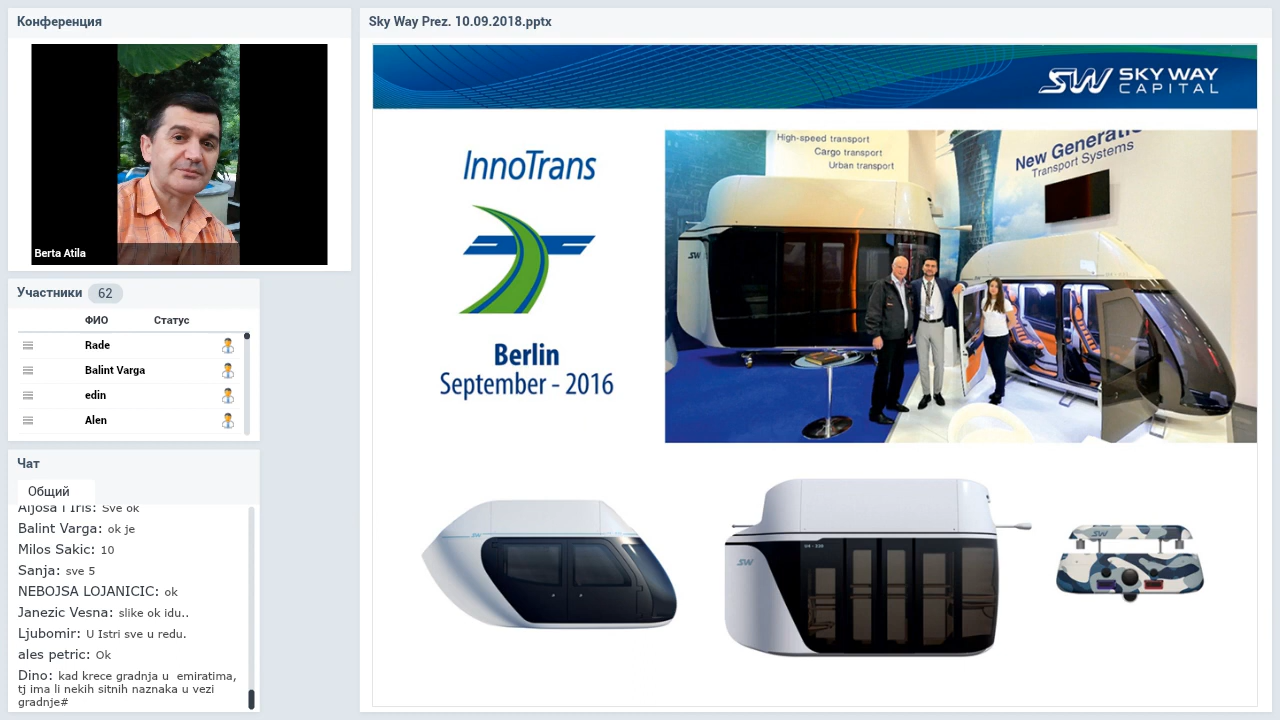 Конференция
Berta Atila
Участники 62
ФИО Статус
Rade
Balint Varga
edin
Alen
Чат
Общий
Aljosa i Iris: Sve ok
Balint Varga: ok je
Milos Sakic: 10
Sanja: sve 5
NEBOJSA LOJANICIC: ok
Janezic Vesna: slike ok idu..
Ljubomir: U Istri sve u redu.
ales petric: Ok
Dino: kad krece gradnja u emiratima,
tj ima li nekih sitnih naznaka u vezi
gradnje#
Sky Way Prez. 10.09.2018.pptx
SW SKY WAY
CAPITAL
InnoTrans
Berlin
September - 2016
High-speed transport
Cargo transport
Urban transport
New Generation
Transport Systems
SW
SW
SW
U4 - 220
SW